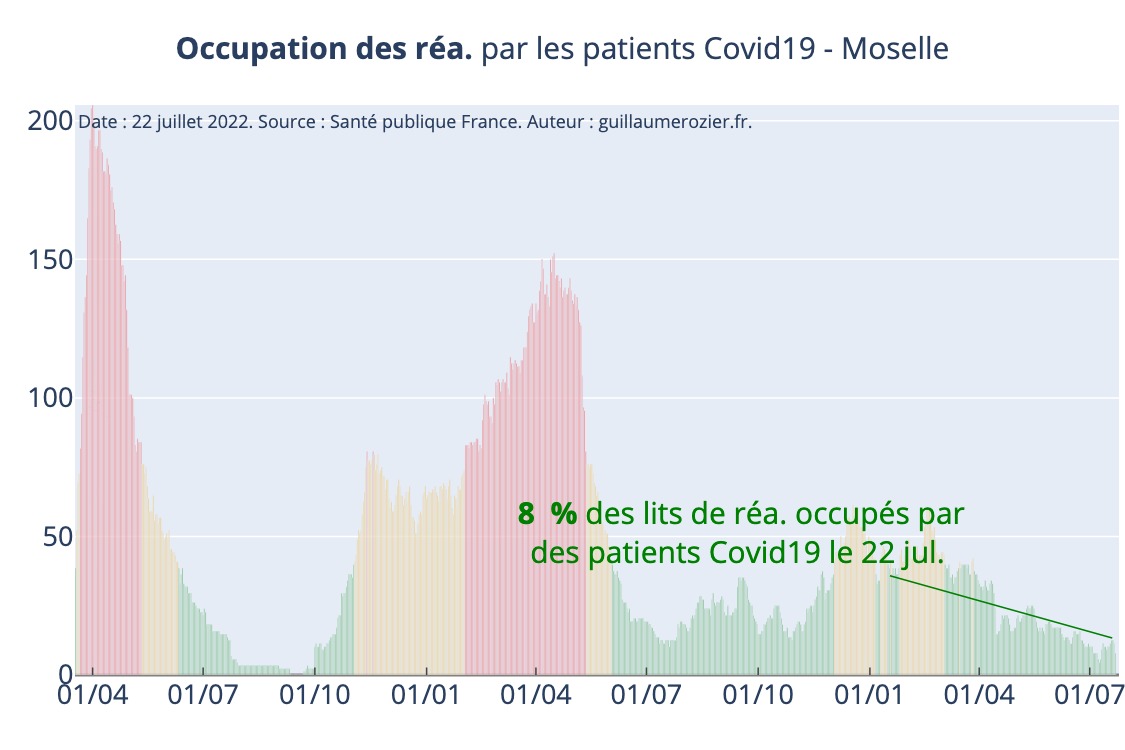 Occupation des réa. par les patients Covid19 - Moselle
200
Date : 22 juillet 2022. Source : Santé publique France. Auteur : guillaumerozier.fr.
150
100
50
8 % des lits de réa. occupés par
des patients Covid19 le 22 jul.
0
01/04 01/07 01/10 01/01 01/04 01/07 01/10 01/01 01/04 01/07